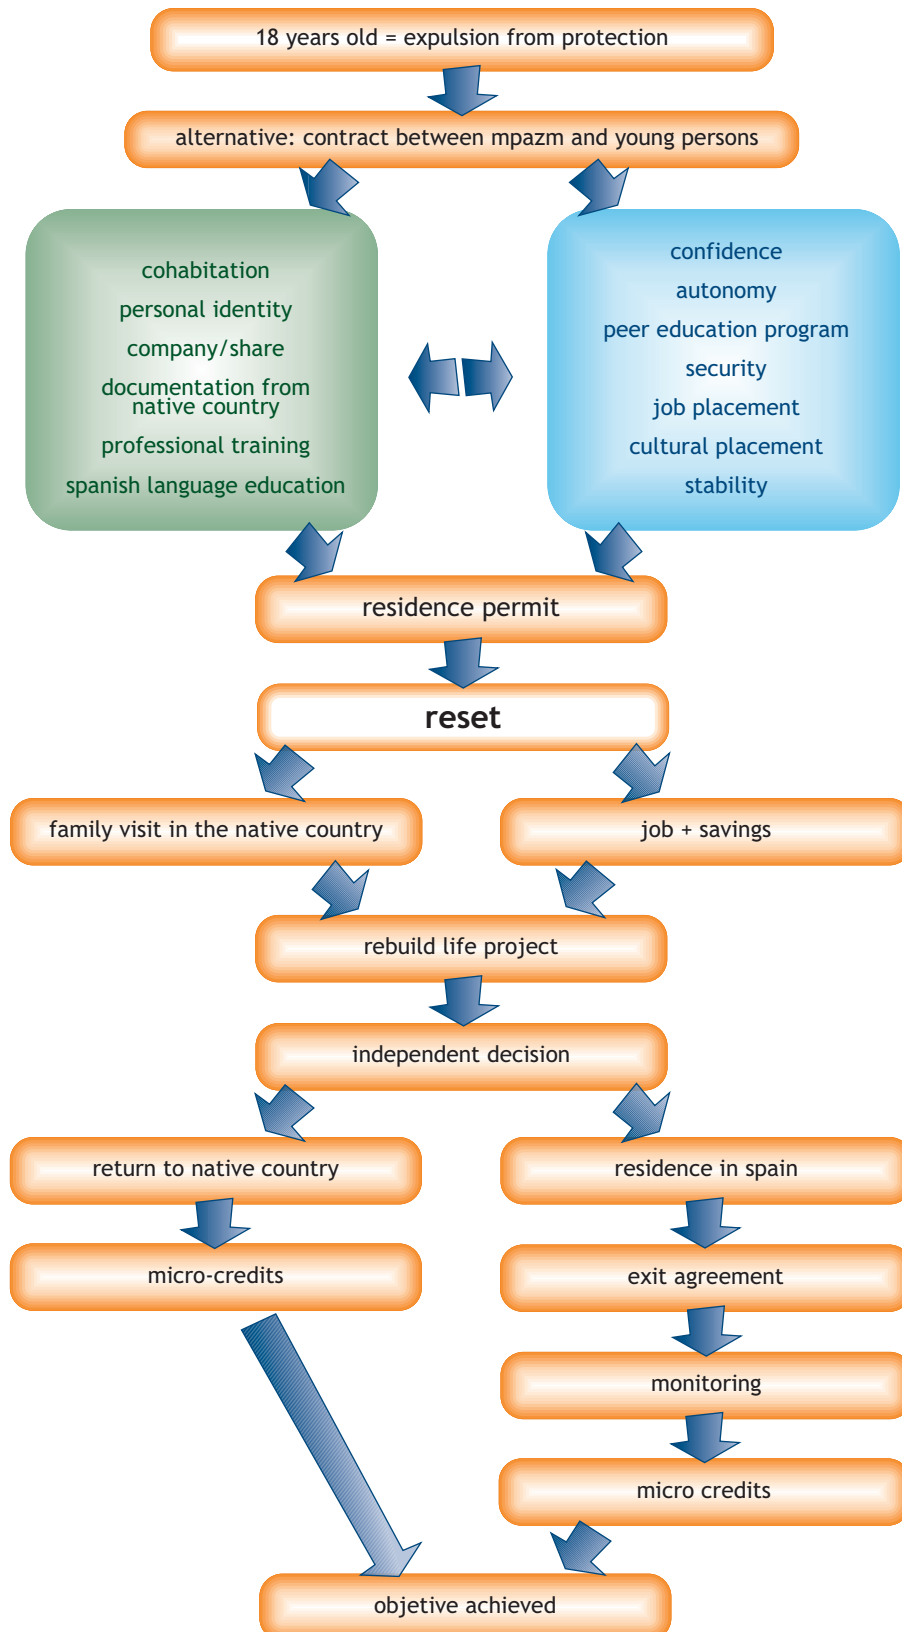 18 years old = expulsion from protection
alternative: contract between mpazm and young persons
cohabitation
personal identity
company/share
documentation from
native country
professional training
spanish language education
confidence
autonomy
peer education program
security
job placement
cultural placement
stability
residence permit
reset
family visit in the native country
job + savings
rebuild life project
independent decision
return to native country
residence in spain
micro-credits
exit agreement
monitoring
micro credits
objetive achieved